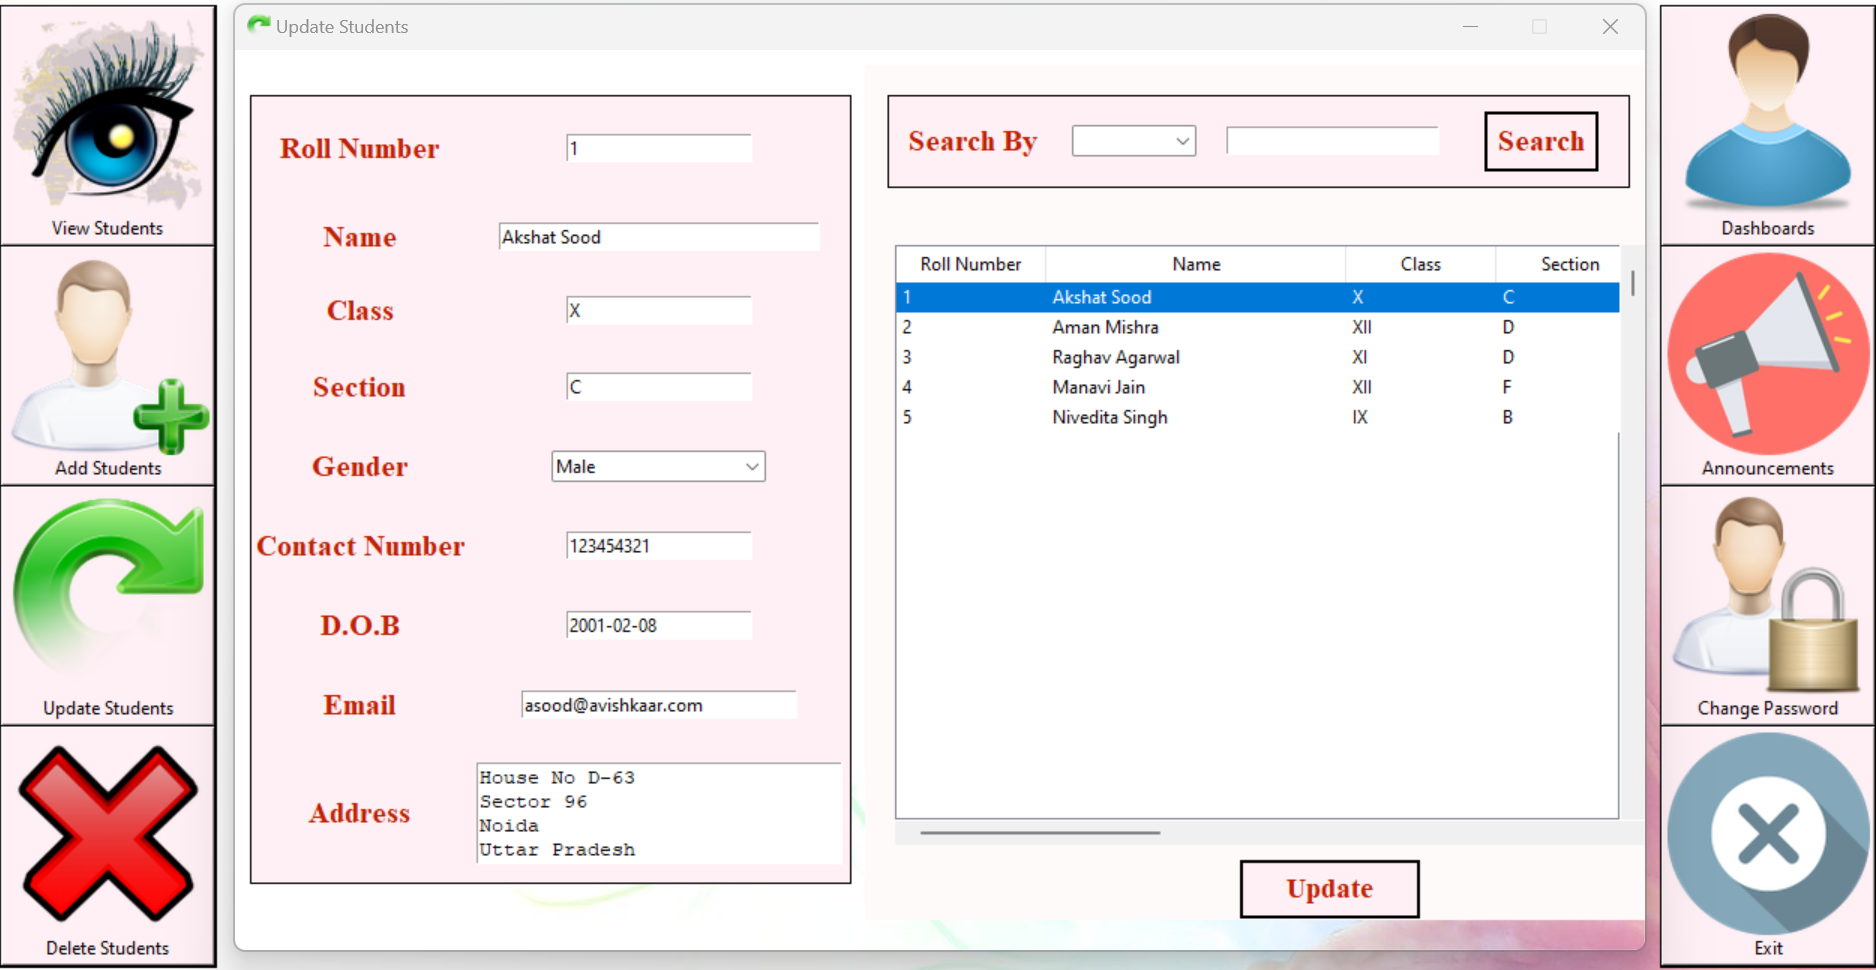 View Students
Add Students
Update Students
Delete Students
Update Students
Roll Number 1
Name Akshat Sood
Class X
Section C
Gender Male
Contact Number 123454321
D.O.B 2001-02-08
Email asood@avishkaar.com
Address
House No D-63
Sector 96
Noida
Uttar Pradesh
Search By Search
Roll Number Name Class Section
1 Akshat Sood X C
2 Aman Mishra XII D
3 Raghav Agarwal XI D
4 Manavi Jain XII F
5 Nivedita Singh IX B
Update
Dashboards
Announcements
Change Password
Exit